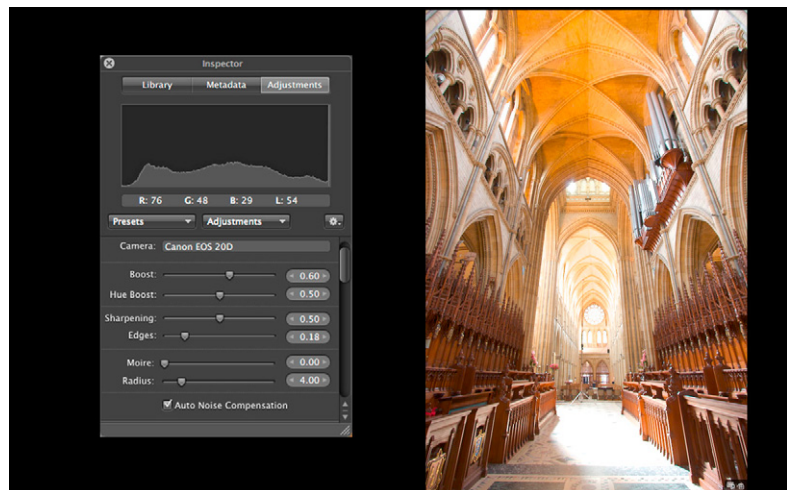 Inspector
Library Metadata Adjustments
R: 76 G: 48 B: 29 L: 54
Presets Adjustments
Camera: Canon EOS 20D
Boost: 0.60
Hue Boost: 0.50
Sharpening: 0.50
Edges: 0.18
Moire: 0.00
Radius: 4.00
Auto Noise Compensation